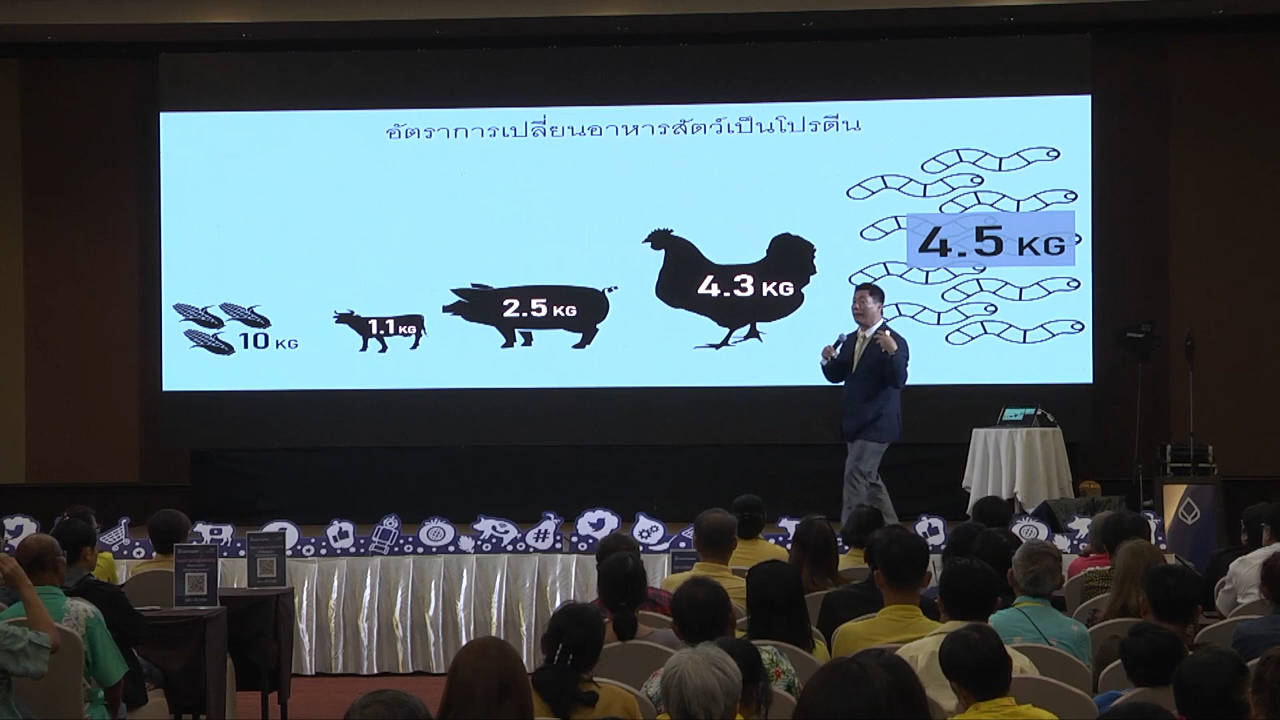 อัตราการเปลี่ยนอาหารสัตว์เป็นโปรตีน
10 KG
1.1 KG
2.5 KG
4.3 KG
4.5 KG
#